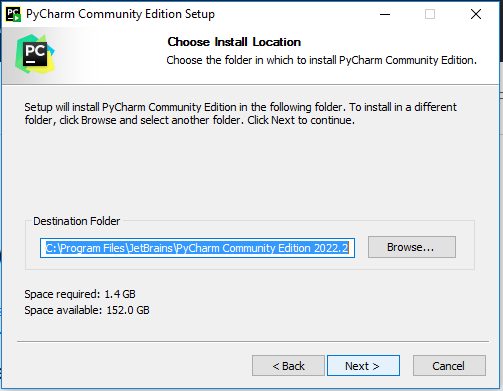 PC
PyCharm Community Edition Setup
PC
Choose Install Location
Choose the folder in which to install PyCharm Community Edition.
Setup will install PyCharm Community Edition in the following folder. To install in a different
folder, click Browse and select another folder. Click Next to continue.
Destination Folder
C:\Program Files\JetBrains\PyCharm Community Edition 2022.2
Browse...
Space required: 1.4 GB
Space available: 152.0 GB
< Back
Next >
Cancel